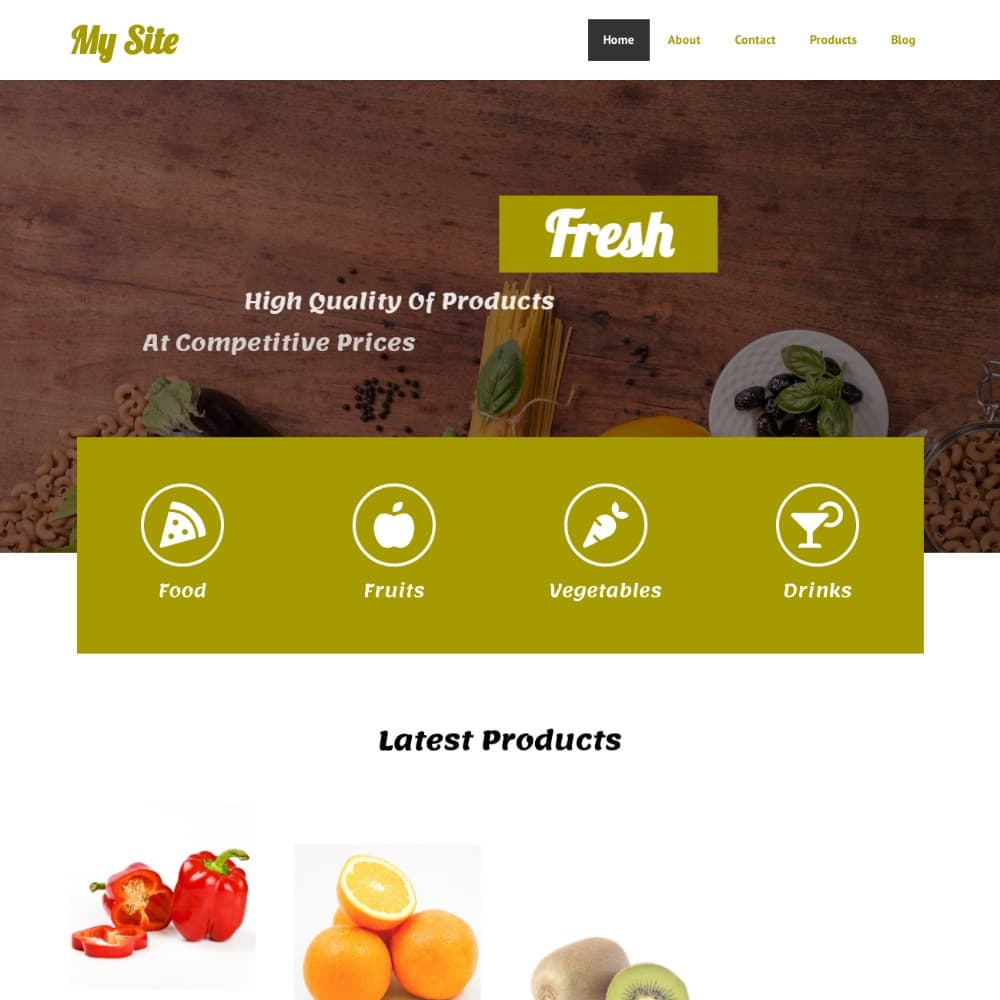 My Site
Home About Contact Products Blog
Fresh
High Quality Of Products
At Competitive Prices
Food Fruits Vegetables Drinks
Latest Products